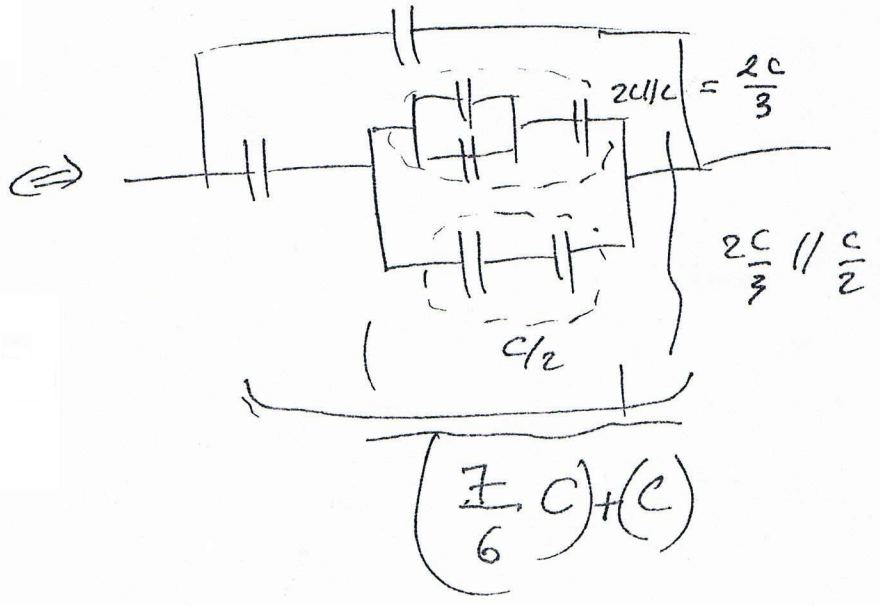 ⇔
2C//C = 2C/3
2C/3 // C/2
C/2
(7/6 C)+(C)